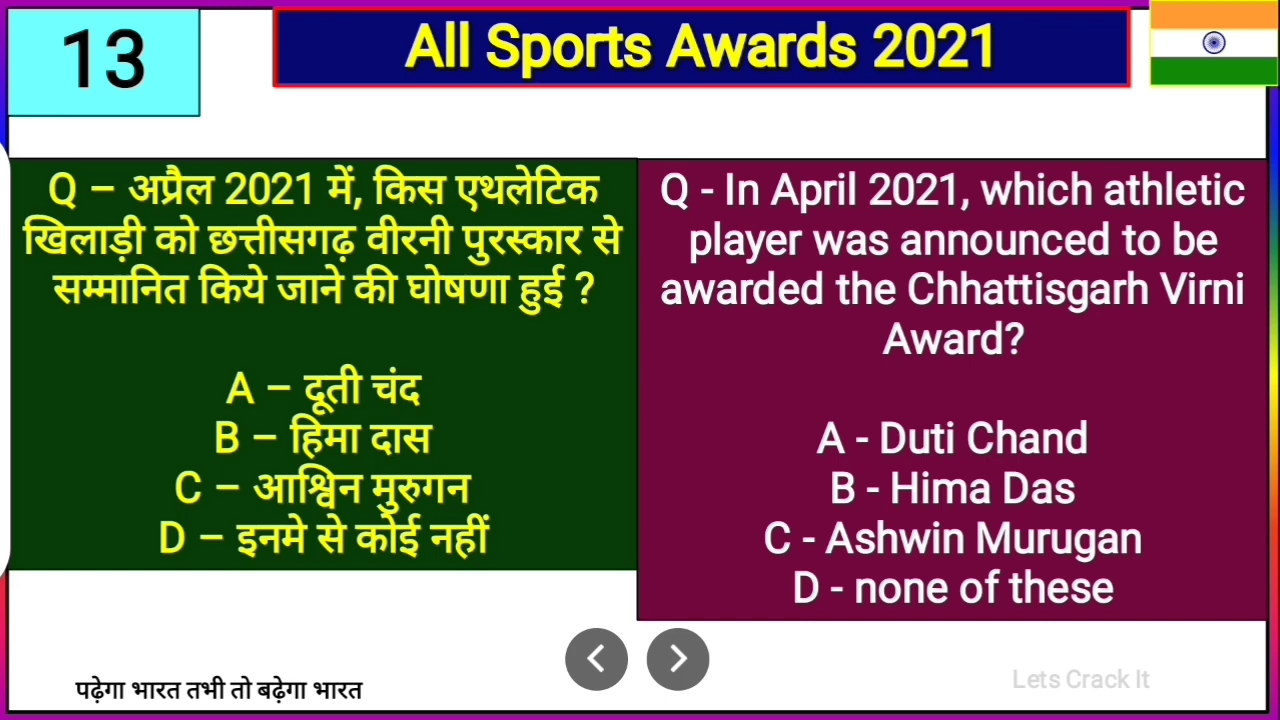 13
All Sports Awards 2021
Q – अप्रैल 2021 में, किस एथलेटिक
खिलाड़ी को छत्तीसगढ़ वीरनी पुरस्कार से
सम्मानित किये जाने की घोषणा हुई ?
A – दूती चंद
B – हिमा दास
C – आश्विन मुरुगन
D – इनमे से कोई नहीं
Q - In April 2021, which athletic
player was announced to be
awarded the Chhattisgarh Virni
Award?
A - Duti Chand
B - Hima Das
C - Ashwin Murugan
D - none of these
पढ़ेगा भारत तभी तो बढ़ेगा भारत
Lets Crack It